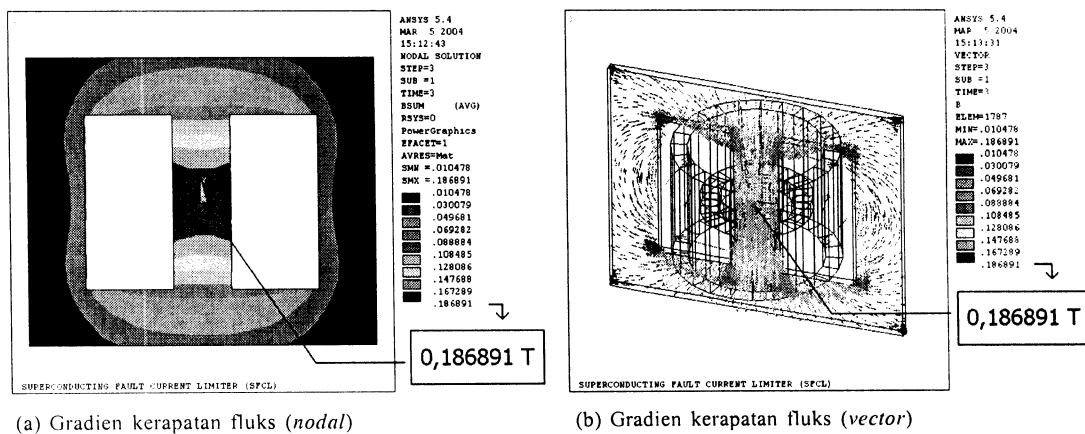 ANSYS 5.4
MAR 5 2004
15:12:43
NODAL SOLUTION
STEP=3
SUB =1
TIME=3
BSUM (AVG)
RSYS=0
PowerGraphics
EFACET=1
AVRES=Mat
SMN =.010478
SMX =.186891
.010478
.030079
.049681
.069282
.088884
.108485
.128086
.147688
.167289
.186891
0,186891 T
SUPERCONDUCTING FAULT CURRENT LIMITER (SFCL)
(a) Gradien kerapatan fluks (nodal)
ANSYS 5.4
MAR 5 2004
15:13:31
VECTOR
STEP=3
SUB =1
TIME=3
B
ELEM=1787
MIN=.010478
MAX=.186891
.010478
.030079
.049681
.069282
.088884
.108485
.128086
.147688
.167289
.186891
0,186891 T
SUPERCONDUCTING FAULT CURRENT LIMITER (SFCL)
(b) Gradien kerapatan fluks (vector)